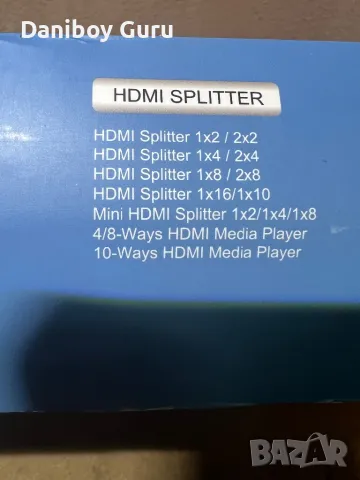 Daniboy Guru
HDMI SPLITTER
HDMI Splitter 1x2 / 2x2
HDMI Splitter 1x4 / 2x4
HDMI Splitter 1x8 / 2x8
HDMI Splitter 1x16/1x10
Mini HDMI Splitter 1x2/1x4/1x8
4/8-Ways HDMI Media Player
10-Ways HDMI Media Player
BAZAR